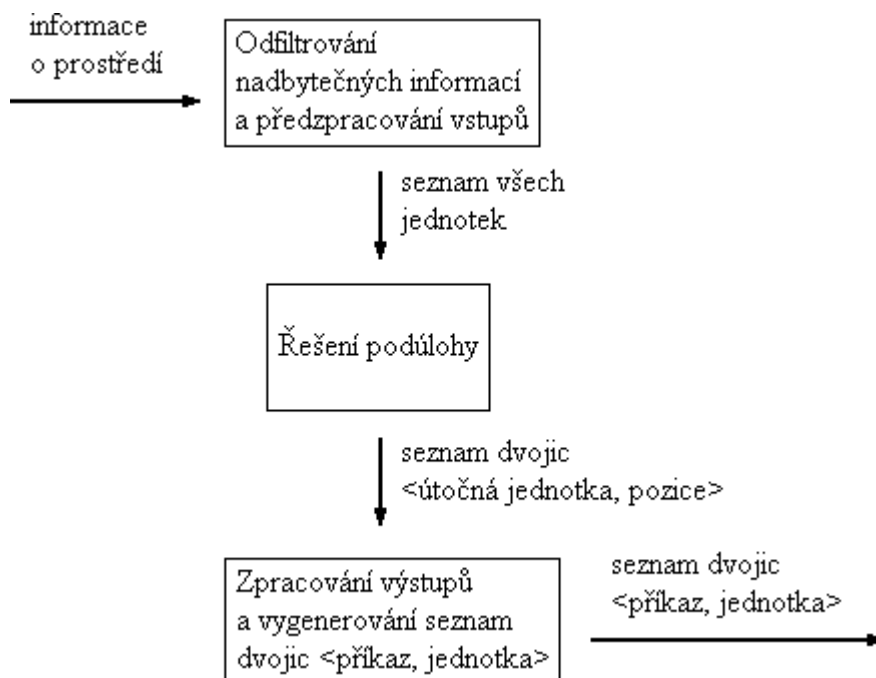 informace
o prostředí
Odfiltrování
nadbytečných informací
a předzpracování vstupů
seznam všech
jednotek
Řešení podúlohy
seznam dvojic
<útočná jednotka, pozice>
Zpracování výstupů
a vygenerování seznam
dvojic <příkaz, jednotka>
seznam dvojic
<příkaz, jednotka>